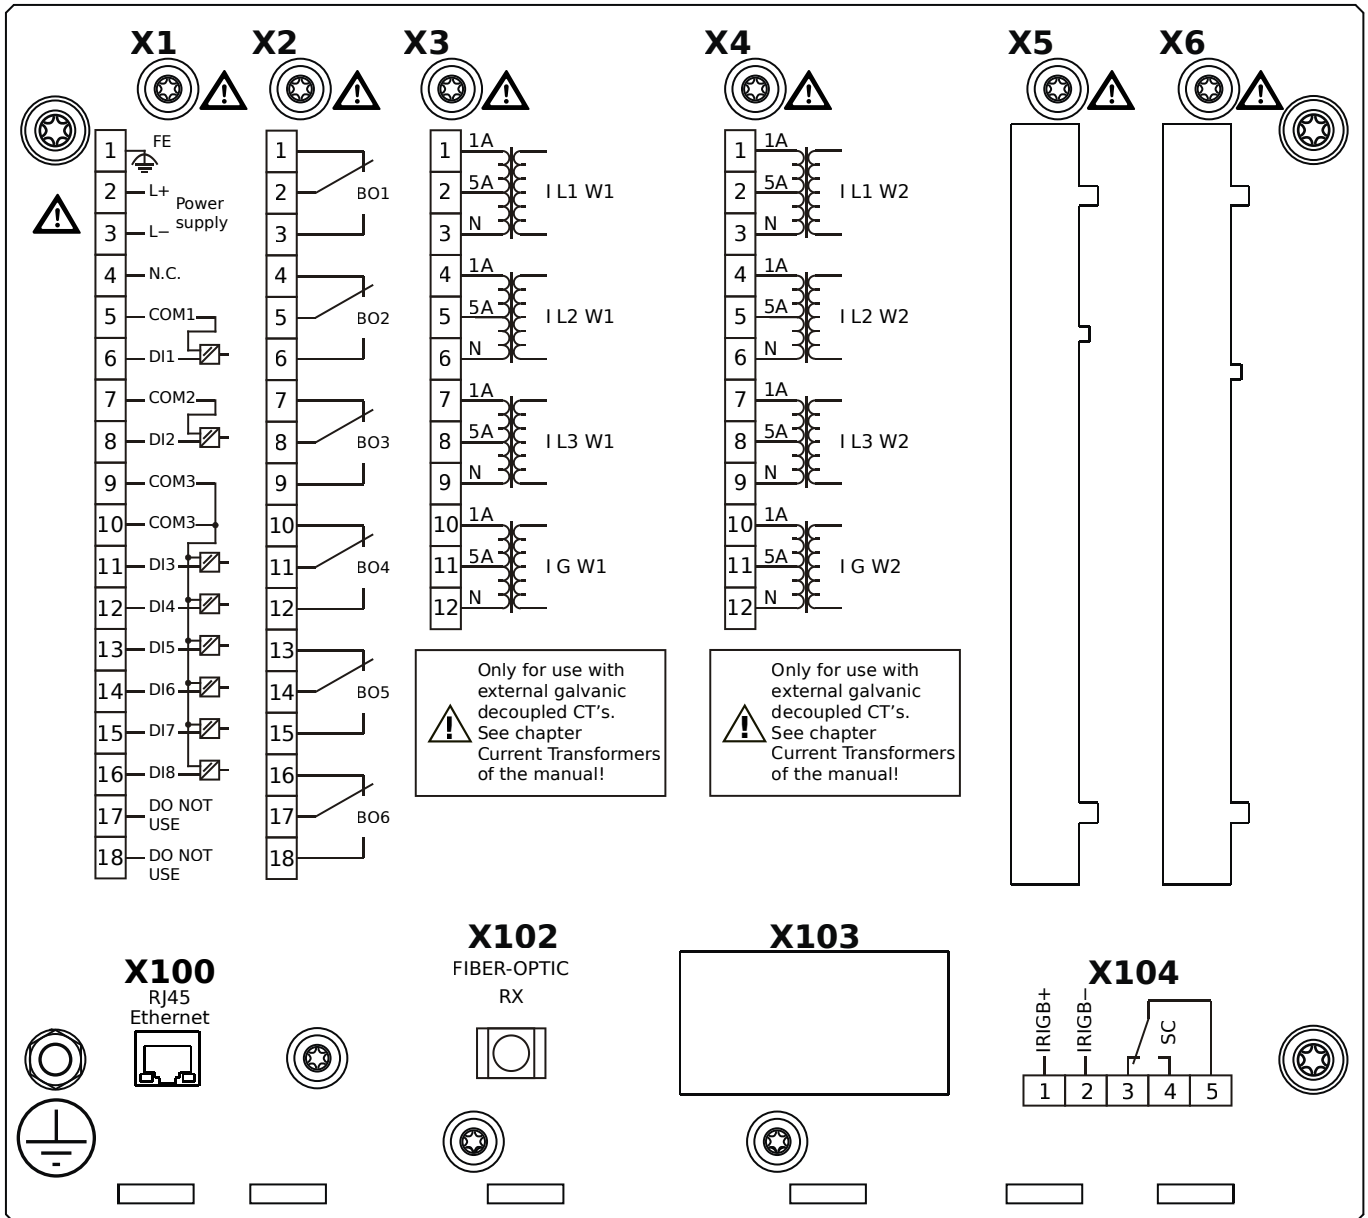 X1
X2
X3
X4
X5
X6
1 FE
2 L+
Power
supply
3 L−
4 N.C.
5 COM1
6 DI1
7 COM2
8 DI2
9 COM3
10 COM3
11 DI3
12 DI4
13 DI5
14 DI6
15 DI7
16 DI8
17 DO NOT
USE
18 DO NOT
USE
1
2 BO1
3
4
5 BO2
6
7
8 BO3
9
10
11 BO4
12
13
14 BO5
15
16
17 BO6
18
1 1A
2 5A I L1 W1
3 N
4 1A
5 5A I L2 W1
6 N
7 1A
8 5A I L3 W1
9 N
10 1A
11 5A I G W1
12 N
Only for use with
external galvanic
decoupled CT's.
See chapter
Current Transformers
of the manual!
1 1A
2 5A I L1 W2
3 N
4 1A
5 5A I L2 W2
6 N
7 1A
8 5A I L3 W2
9 N
10 1A
11 5A I G W2
12 N
Only for use with
external galvanic
decoupled CT's.
See chapter
Current Transformers
of the manual!
X100
RJ45
Ethernet
X102
FIBER-OPTIC
RX
X103
X104
IRIGB+
IRIGB−
SC
1 2 3 4 5